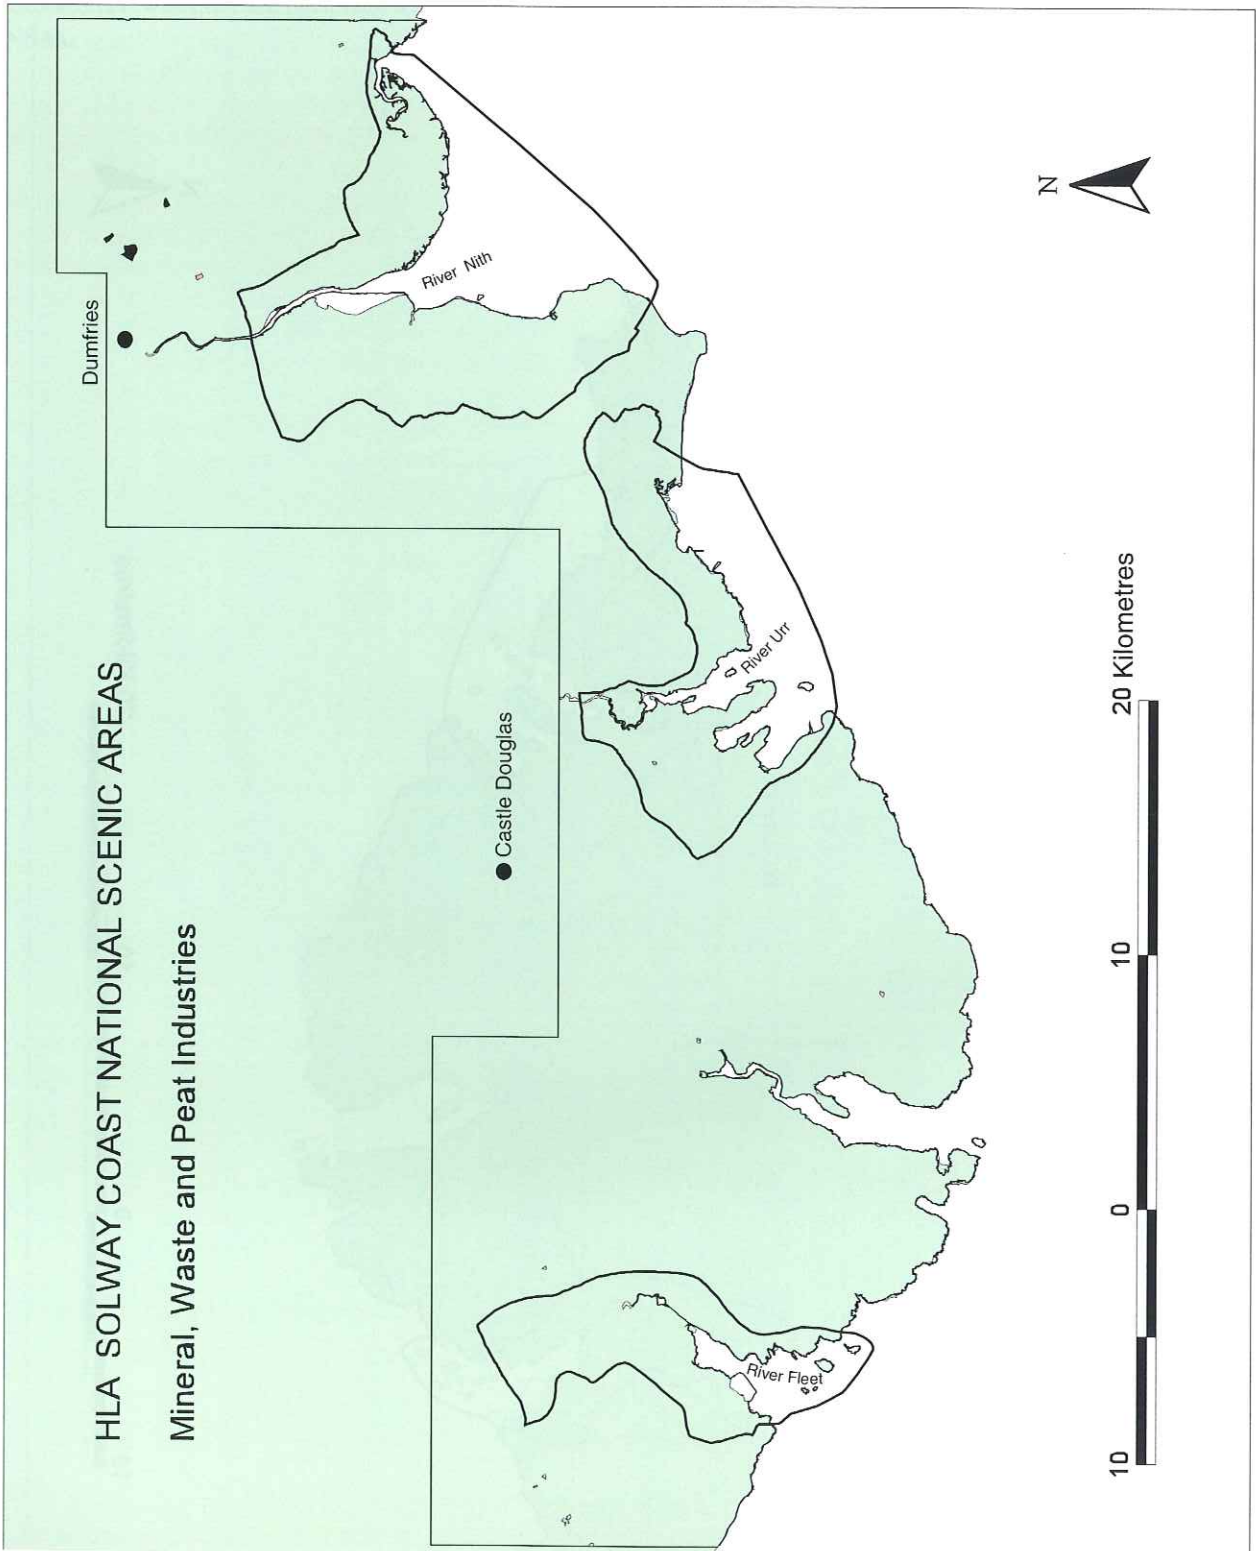 HLA SOLWAY COAST NATIONAL SCENIC AREAS
Mineral, Waste and Peat Industries
Dumfries
River Nith
Castle Douglas
River Urr
River Fleet
N
10 0 10 20 Kilometres